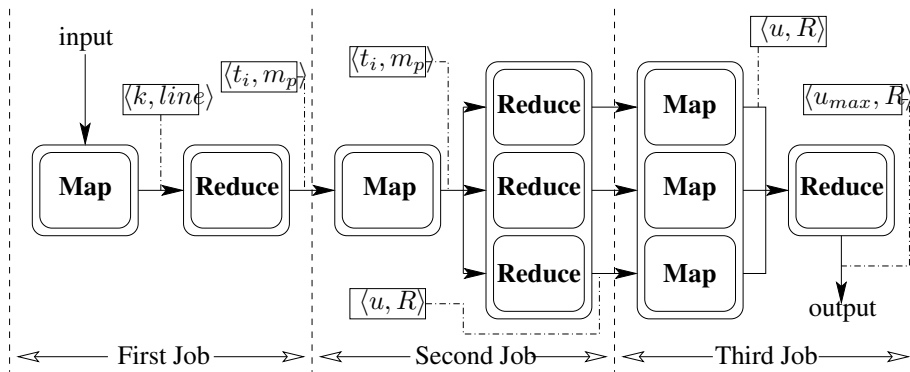 input
⟨k, line⟩
⟨t_i, m_p⟩
⟨t_i, m_p⟩
⟨u, R⟩
⟨u_max, R⟩
Map
Reduce
Map
Reduce
Reduce
Reduce
Map
Map
Map
Reduce
⟨u, R⟩
output
First Job
Second Job
Third Job